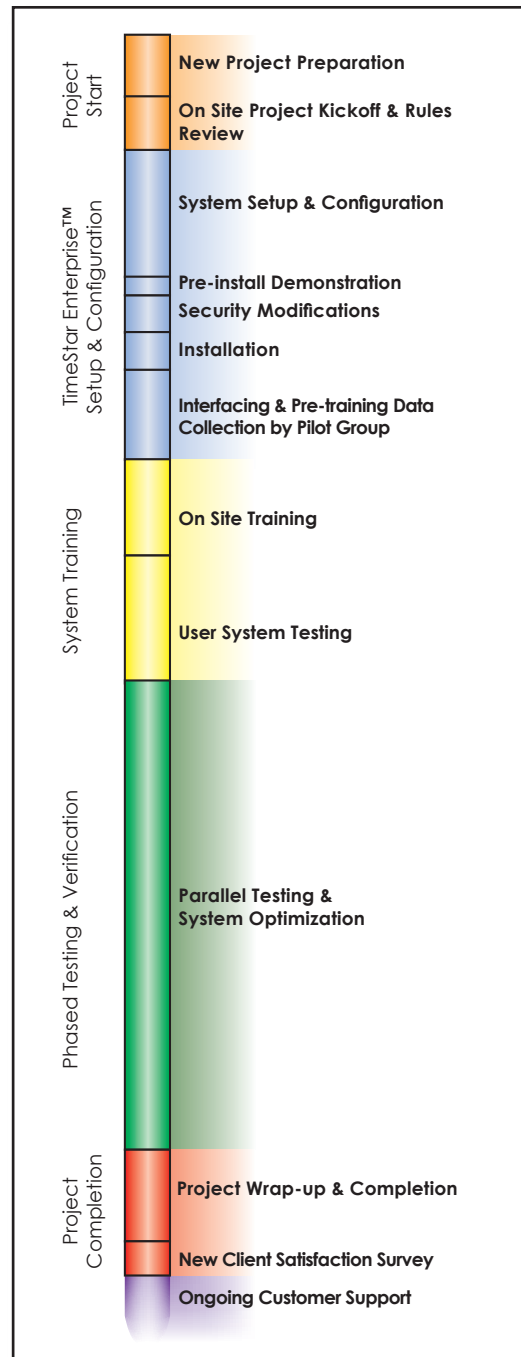 Project
Start
New Project Preparation
On Site Project Kickoff & Rules
Review
TimeStar Enterprise™
Setup & Configuration
System Setup & Configuration
Pre-install Demonstration
Security Modifications
Installation
Interfacing & Pre-training Data
Collection by Pilot Group
System Training
On Site Training
User System Testing
Phased Testing & Verification
Parallel Testing &
System Optimization
Project
Completion
Project Wrap-up & Completion
New Client Satisfaction Survey
Ongoing Customer Support